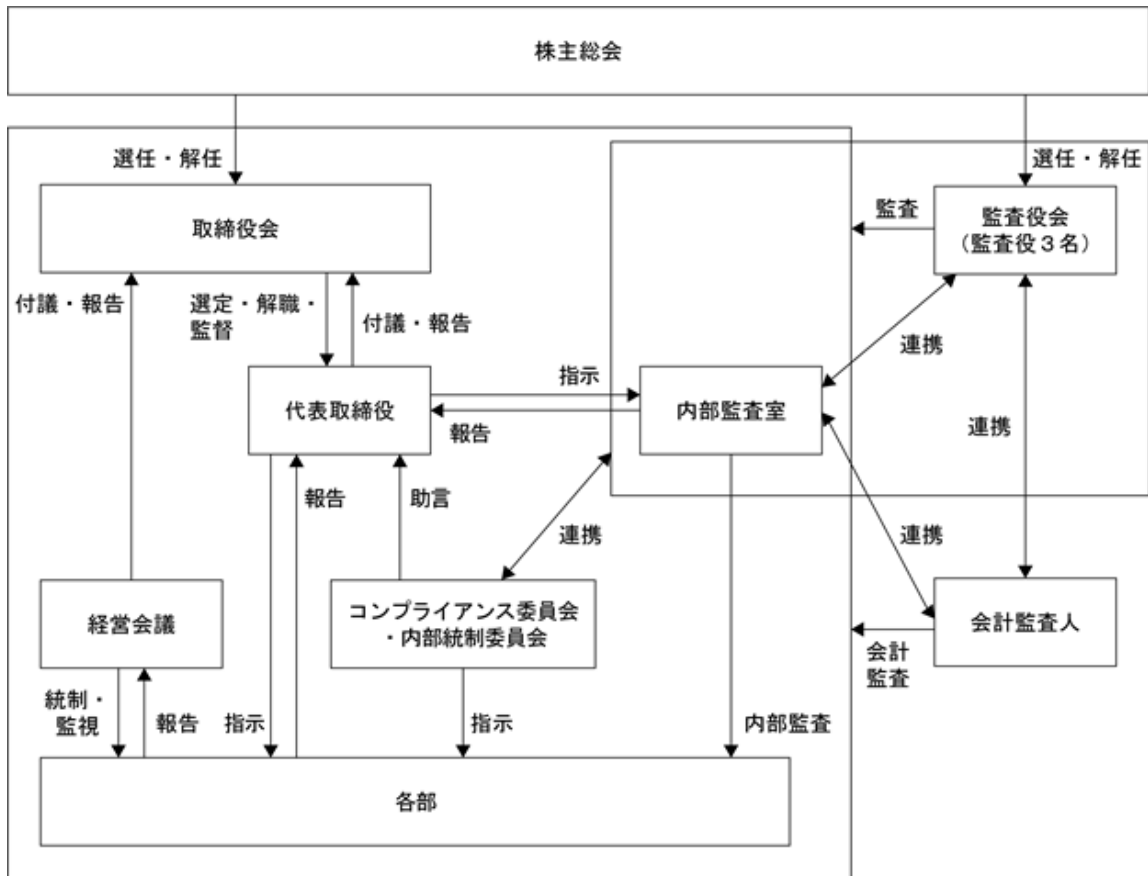 株主総会
選任・解任
選任・解任
取締役会
監査
監査役会
（監査役３名）
付議・報告
選定・解職・
監督
付議・報告
連携
代表取締役
指示
報告
内部監査室
連携
報告
助言
連携
連携
経営会議
コンプライアンス委員会
・内部統制委員会
会計監査人
会計
監査
統制・
監視
報告
指示
指示
内部監査
各部